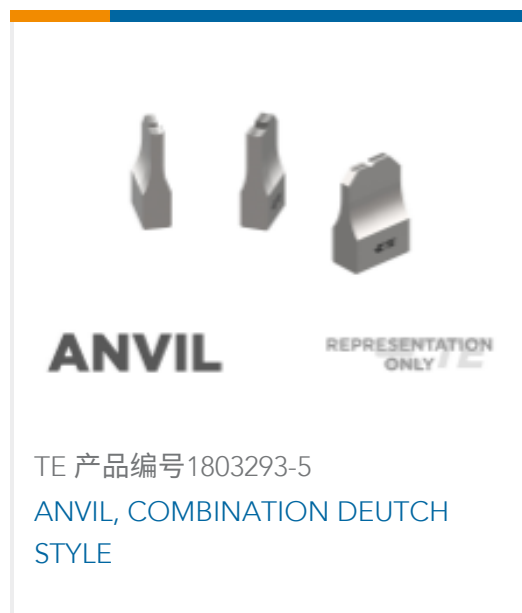 ANVIL
REPRESENTATION
ONLY
TE
TE 产品编号1803293-5
ANVIL, COMBINATION DEUTCH
STYLE